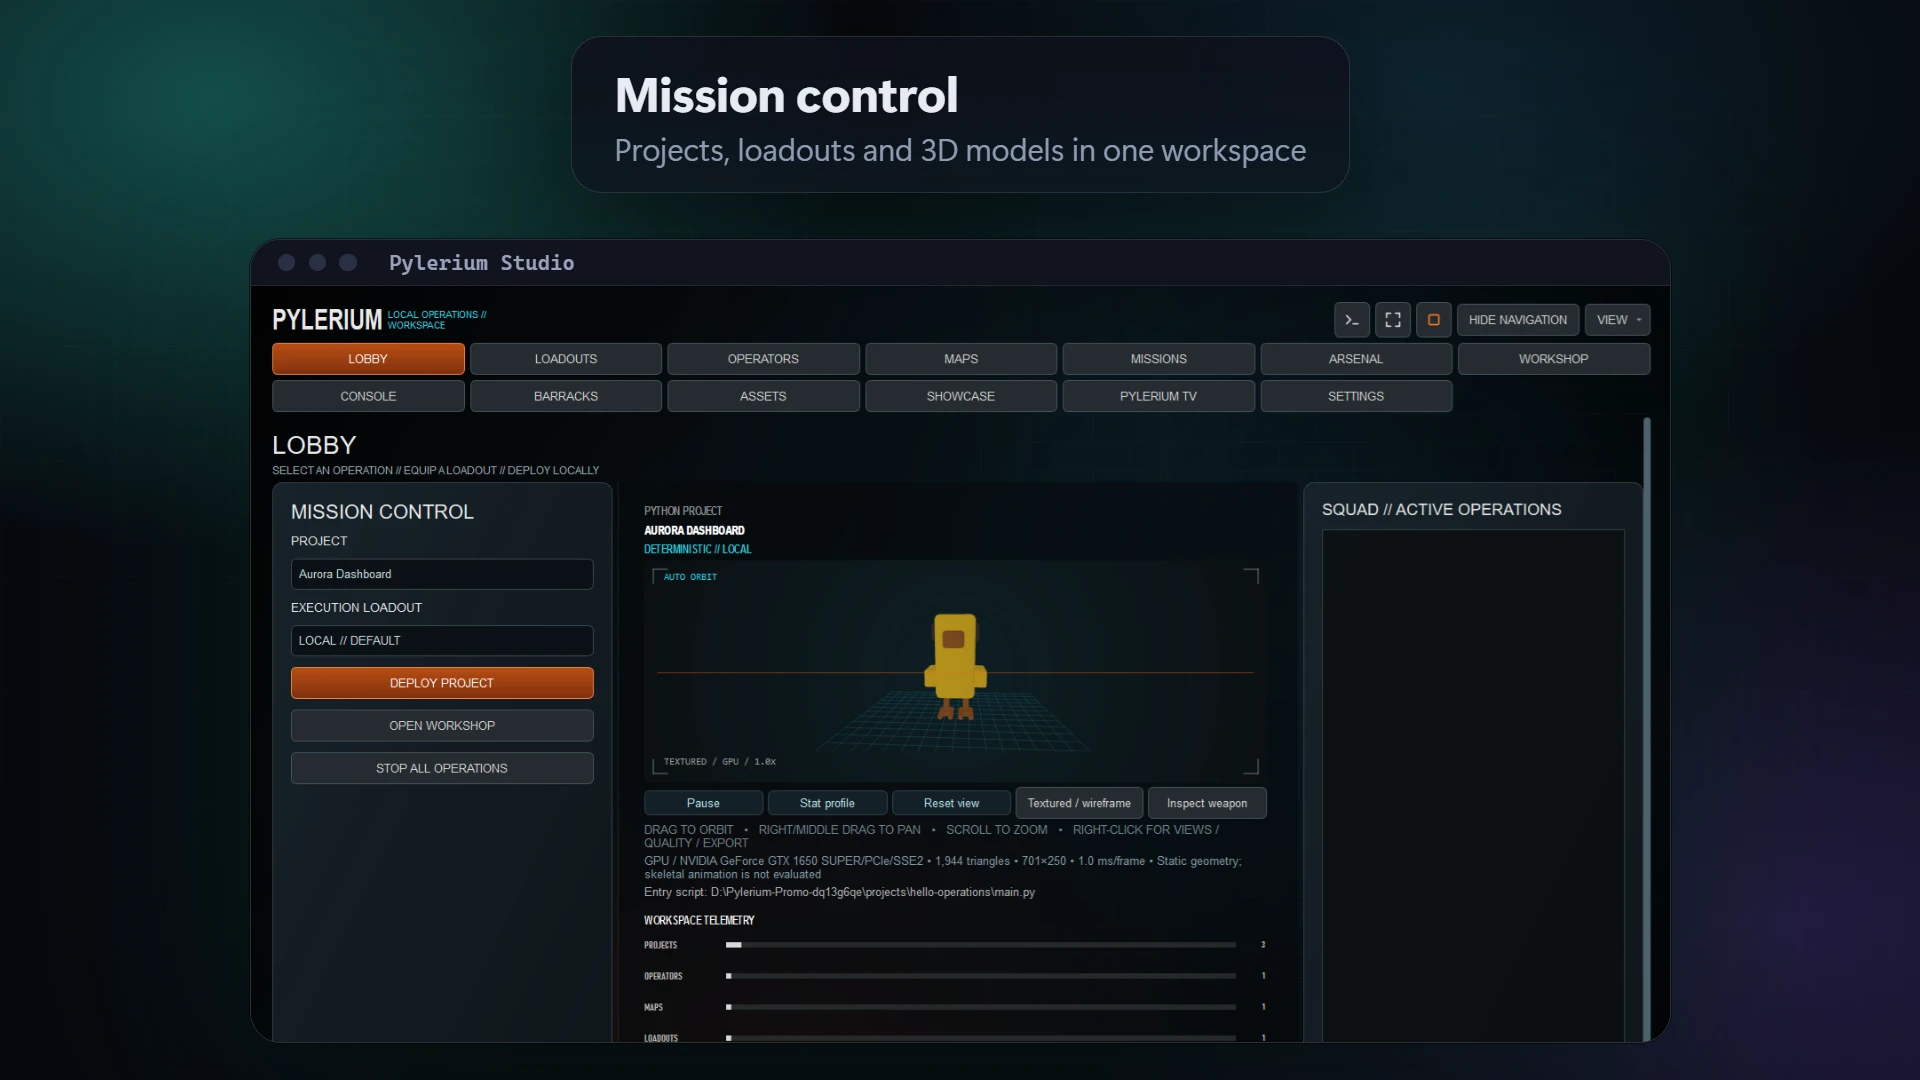 Mission control
Projects, loadouts and 3D models in one workspace
Pylerium Studio
PYLERIUM
LOCAL OPERATIONS //
WORKSPACE
HIDE NAVIGATION
VIEW
LOBBY
LOADOUTS
OPERATORS
MAPS
MISSIONS
ARSENAL
WORKSHOP
CONSOLE
BARRACKS
ASSETS
SHOWCASE
PYLERIUM TV
SETTINGS
LOBBY
SELECT AN OPERATION // EQUIP A LOADOUT // DEPLOY LOCALLY
MISSION CONTROL
PROJECT
Aurora Dashboard
EXECUTION LOADOUT
LOCAL // DEFAULT
DEPLOY PROJECT
OPEN WORKSHOP
STOP ALL OPERATIONS
PYTHON PROJECT
AURORA DASHBOARD
DETERMINISTIC // LOCAL
AUTO ORBIT
TEXTURED / GPU / 1.0x
Pause
Stat profile
Reset view
Textured / wireframe
Inspect weapon
DRAG TO ORBIT • RIGHT/MIDDLE DRAG TO PAN • SCROLL TO ZOOM • RIGHT-CLICK FOR VIEWS /
QUALITY / EXPORT
GPU / NVIDIA GeForce GTX 1650 SUPER/PCIe/SSE2 • 1,944 triangles • 701×250 • 1.0 ms/frame • Static geometry;
skeletal animation is not evaluated
Entry script: D:\Pylerium-Promo-dq13g6qe\projects\hello-operations\main.py
WORKSPACE TELEMETRY
PROJECTS 3
OPERATORS 1
MAPS 1
LOADOUTS 1
SQUAD // ACTIVE OPERATIONS